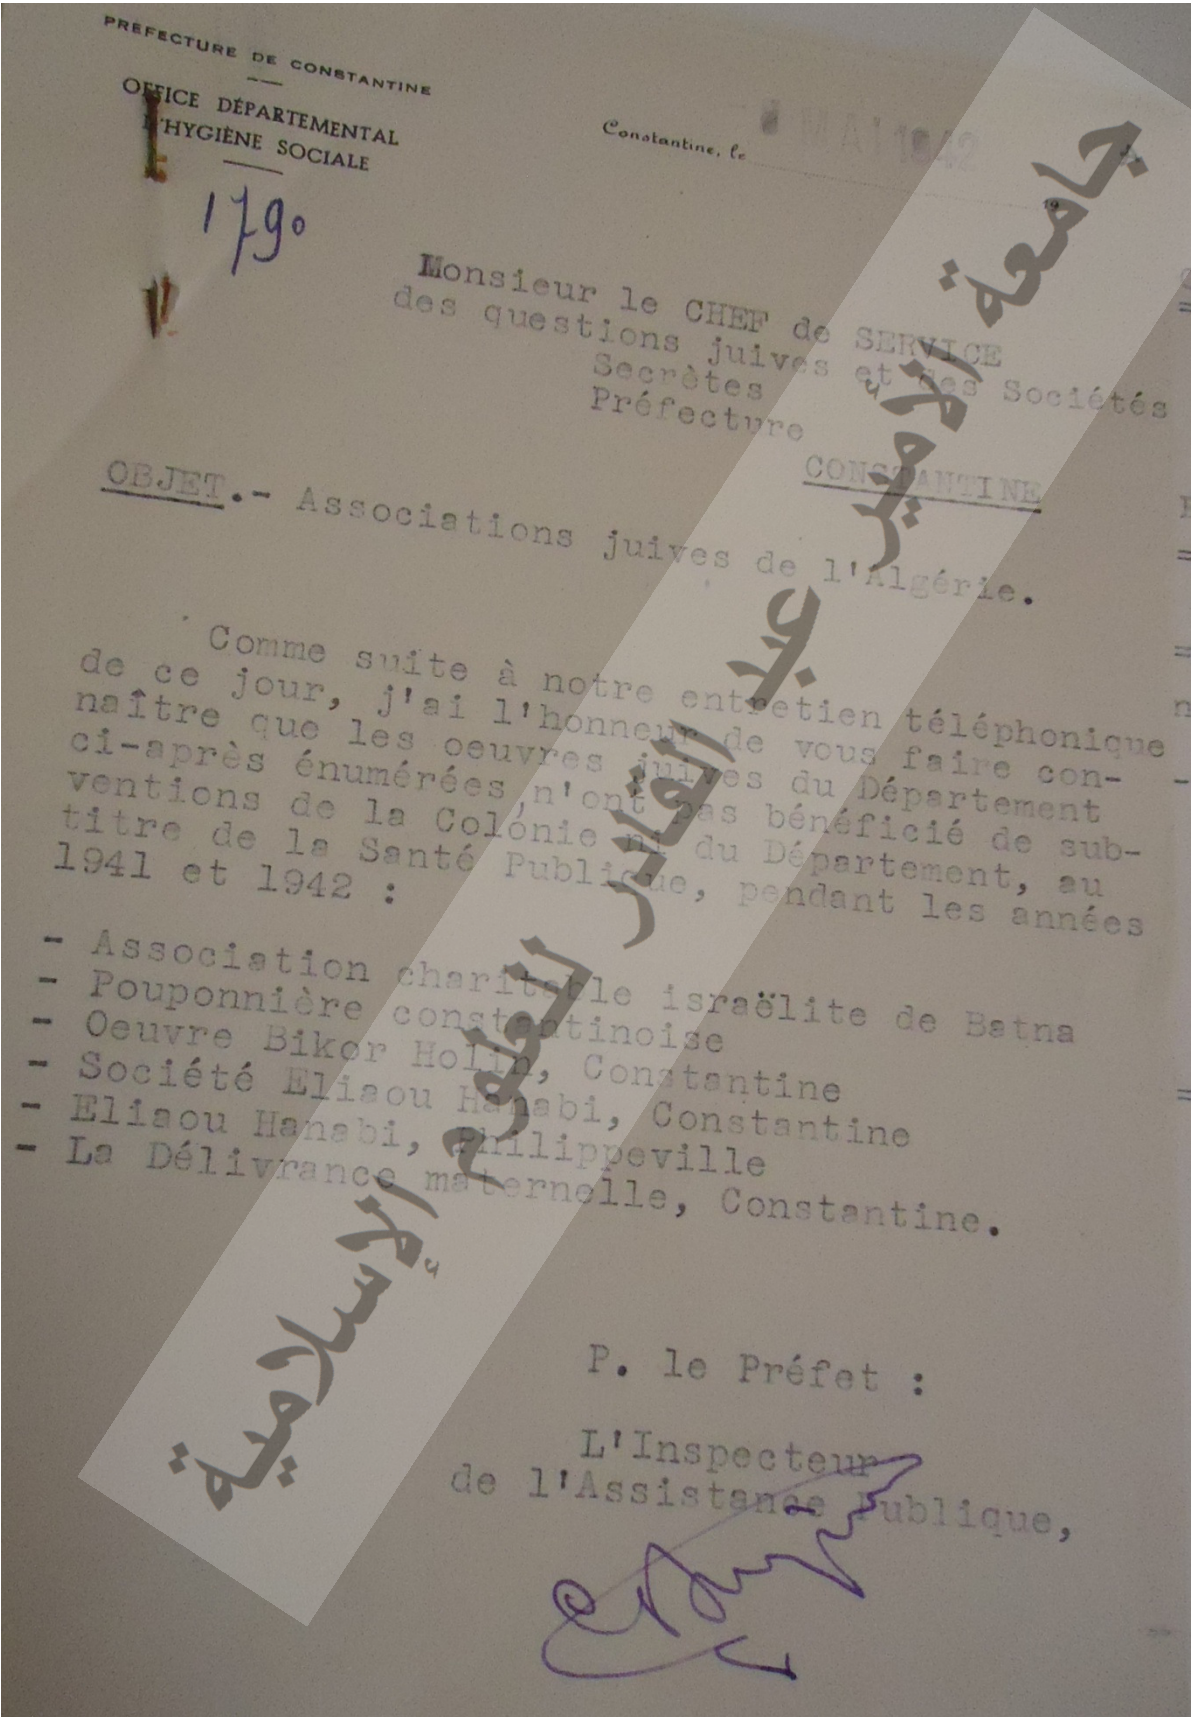 PREFECTURE DE CONSTANTINE
OFFICE DÉPARTEMENTAL
D'HYGIÈNE SOCIALE
1790
Constantine, le
MAI 1942
19
Monsieur le CHEF de SERVICE
des questions juives et des Sociétés
Secrètes
Préfecture
CONSTANTINE
OBJET.- Associations juives de l'Algérie.
Comme suite à notre entretien téléphonique
de ce jour, j'ai l'honneur de vous faire con-
naître que les oeuvres juives du Département
ci-après énumérées,n'ont pas bénéficié de sub-
ventions de la Colonie ni du Département, au
titre de la Santé Publique, pendant les années
1941 et 1942 :
- Association charitable israëlite de Batna
- Pouponnière constantinoise
- Oeuvre Bikor Holim, Constantine
- Société Eliaou Hanabi, Constantine
- Eliaou Hanabi, Philippeville
- La Délivrance maternelle, Constantine.
P. le Préfet :
L'Inspecteur
de l'Assistance Publique,
جامعة الأمير عبد القادر للعلوم الإسلامية